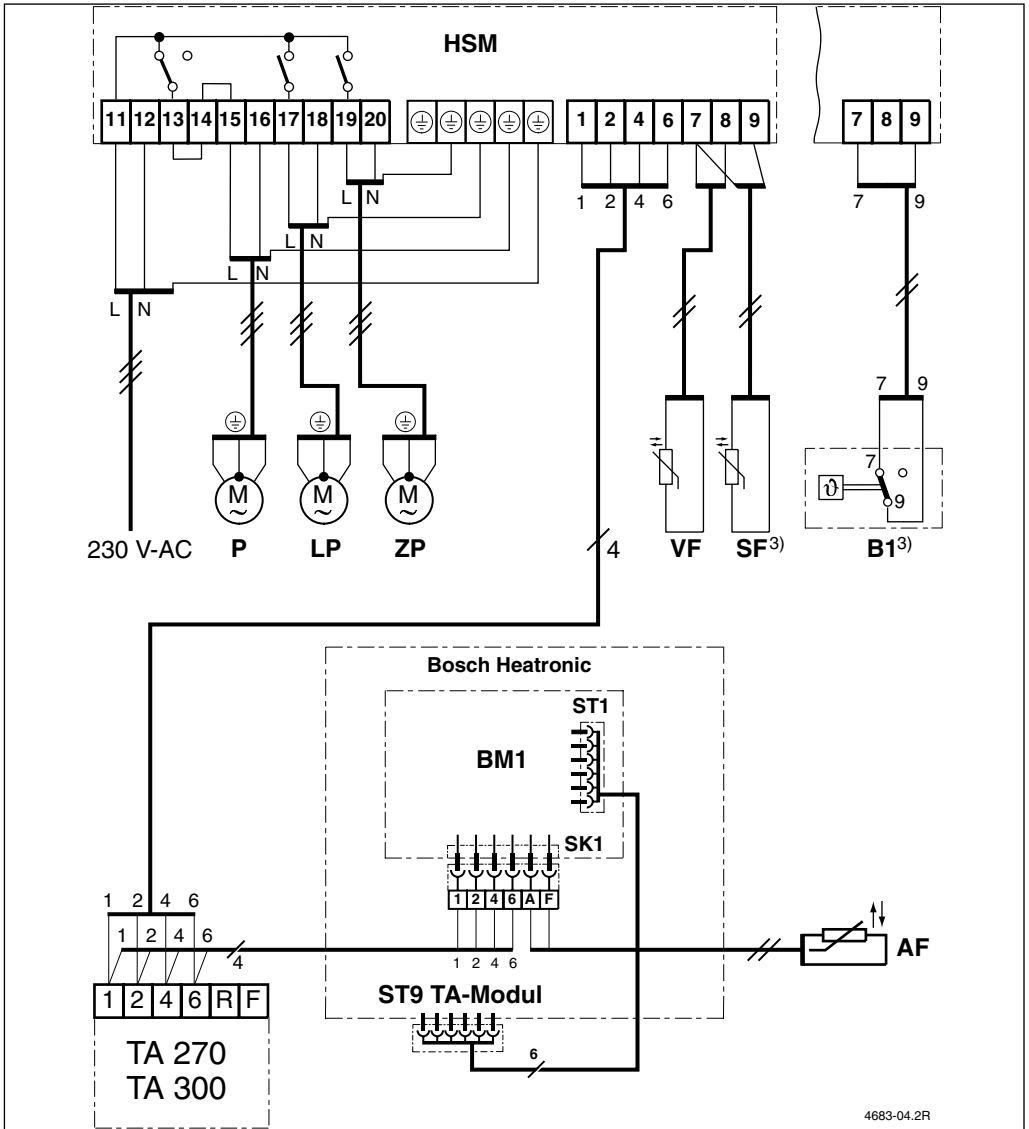 HSM
11 12 13 14 15 16 17 18 19 20
1 2 4 6 7 8 9
7 8 9
L N
1 2 4 6
7 9
L N
L N
L N
7 9
7
ϑ
9
M ~
M ~
M ~
230 V-AC P LP ZP
4
VF SF3) B13)
Bosch Heatronic
ST1
BM1
SK1
1 2 4 6 A F
1 2 4 6
1 2 4 6
4
1 2 4 6
AF
1 2 4 6 R F
ST9 TA-Modul
TA 270
TA 300
6
4683-04.2R